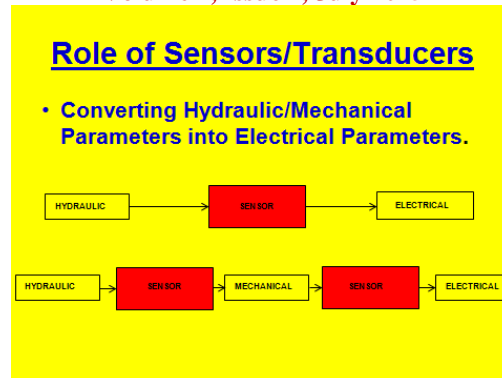 Role of Sensors/Transducers
• Converting Hydraulic/Mechanical
Parameters into Electrical Parameters.
HYDRAULIC SENSOR ELECTRICAL
HYDRAULIC SENSOR MECHANICAL SENSOR ELECTRICAL